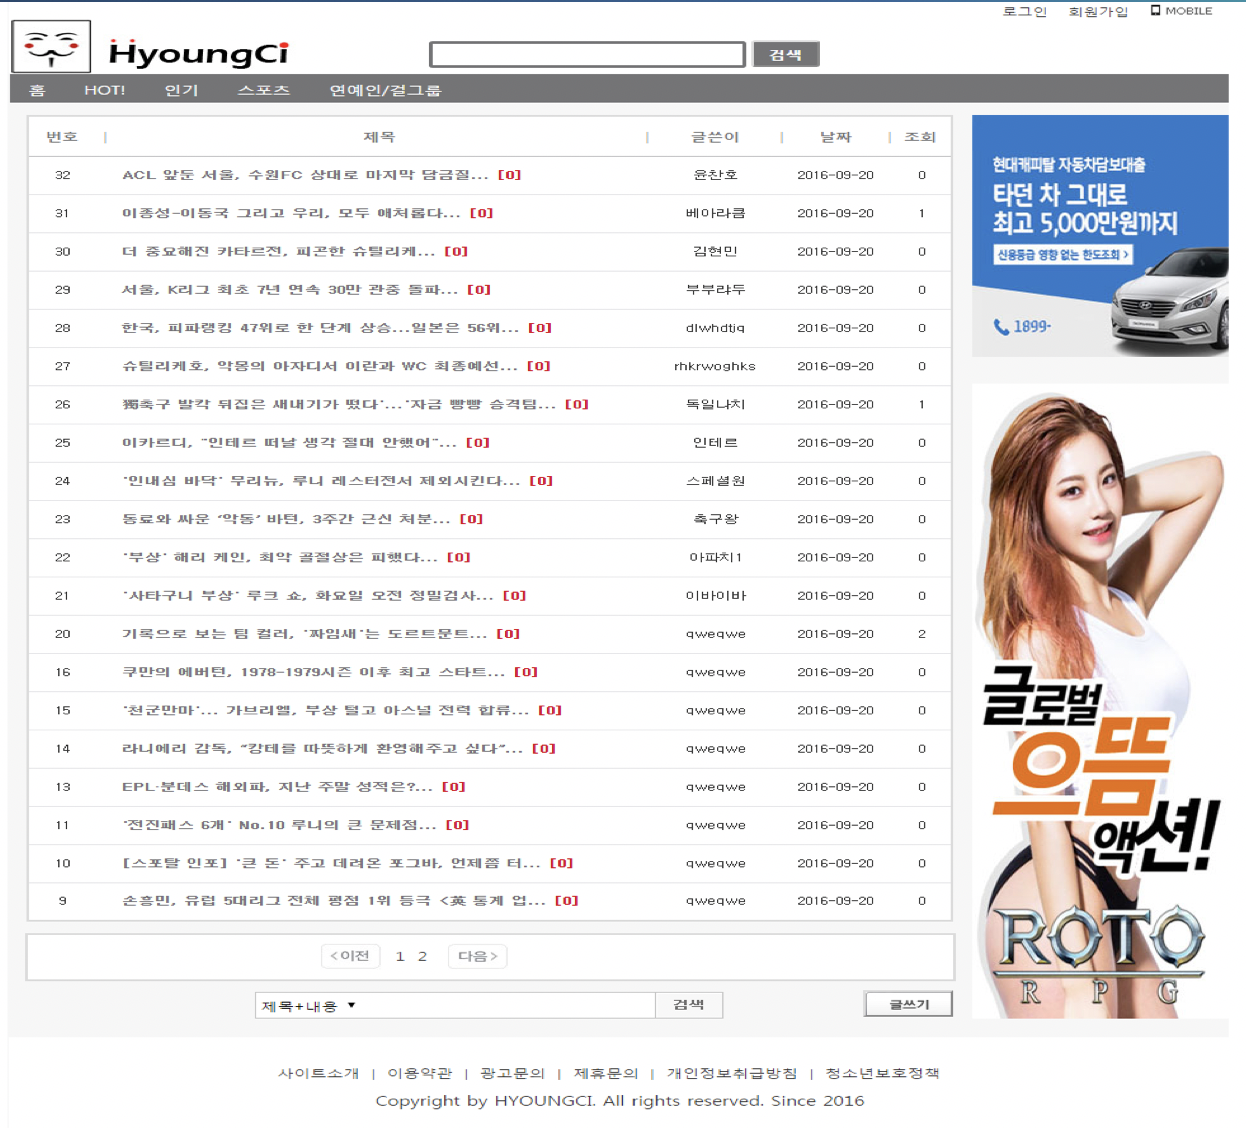 로그인 회원가입 MOBILE
HyoungCi 검색
홈 HOT! 인기 스포츠 연예인/걸그룹
번호 | 제목 | 글쓴이 | 날짜 | 조회
32 ACL 앞둔 서울, 수원FC 상대로 마지막 담금질... [0] 윤찬호 2016-09-20 0
31 이종성-이동국 그리고 우리, 모두 애처롭다... [0] 베아라큼 2016-09-20 1
30 더 중요해진 카타르전, 피곤한 슈틸리케... [0] 김현민 2016-09-20 0
29 서울, K리그 최초 7년 연속 30만 관중 돌파... [0] 부부랴두 2016-09-20 0
28 한국, 피파랭킹 47위로 한 단계 상승...일본은 56위... [0] dlwhdtjq 2016-09-20 0
27 슈틸리케호, 악몽의 아자디서 이란과 WC 최종예선... [0] rhkrwoghks 2016-09-20 0
26 獨축구 발칵 뒤집은 새내기가 떴다'...'자금 빵빵 승격팀... [0] 독일나치 2016-09-20 1
25 이카르디, "인테르 떠날 생각 절대 안했어"... [0] 인테르 2016-09-20 0
24 '인내심 바닥' 무리뉴, 루니 레스터전서 제외시킨다... [0] 스페셜원 2016-09-20 0
23 동료와 싸운 '악동' 바턴, 3주간 근신 처분... [0] 축구왕 2016-09-20 0
22 '부상' 해리 케인, 최악 골절상은 피했다... [0] 아파치1 2016-09-20 0
21 '사타구니 부상' 루크 쇼, 화요일 오전 정밀검사... [0] 이바이바 2016-09-20 0
20 기록으로 보는 팀 컬러, '짜임새'는 도르트문트... [0] qweqwe 2016-09-20 2
16 쿠만의 에버턴, 1978-1979시즌 이후 최고 스타트... [0] qweqwe 2016-09-20 0
15 '천군만마'... 가브리엘, 부상 털고 아스널 전력 합류... [0] qweqwe 2016-09-20 0
14 라니에리 감독, "캉테를 따뜻하게 환영해주고 싶다"... [0] qweqwe 2016-09-20 0
13 EPL·분데스 해외파, 지난 주말 성적은?... [0] qweqwe 2016-09-20 0
11 '전진패스 6개' No.10 루니의 큰 문제점... [0] qweqwe 2016-09-20 0
10 [스포탈 인포] '큰 돈' 주고 데려온 포그바, 언제쯤 터... [0] qweqwe 2016-09-20 0
9 손흥민, 유럽 5대리그 전체 평점 1위 등극 <英 통계 업... [0] qweqwe 2016-09-20 0
<이전 1 2 다음>
제목+내용 ▼ 검색 글쓰기
현대캐피탈 자동차담보대출
타던 차 그대로
최고 5,000만원까지
신용등급 영향 없는 한도조회 >
1899-
글로벌
으뜸
액션!
ROTO
RPG
사이트소개 | 이용약관 | 광고문의 | 제휴문의 | 개인정보취급방침 | 청소년보호정책
Copyright by HYOUNGCI. All rights reserved. Since 2016